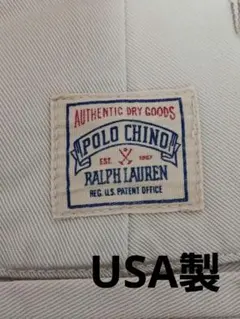 AUTHENTIC DRY GOODS
POLO CHINO
EST. 1967
RALPH LAUREN
REG. U.S. PATENT OFFICE
USA製